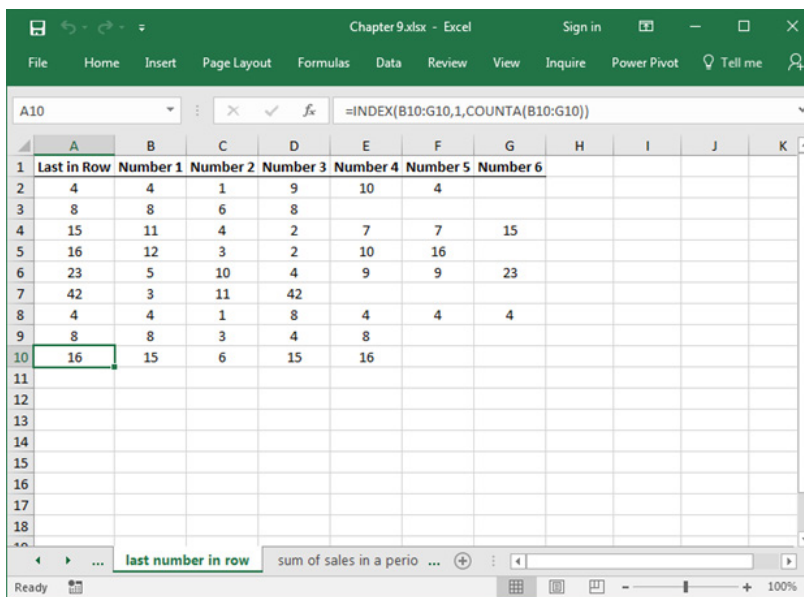 Chapter 9.xlsx - Excel Sign in
File Home Insert Page Layout Formulas Data Review View Inquire Power Pivot Tell me
A10 fx =INDEX(B10:G10,1,COUNTA(B10:G10))
A B C D E F G H I J K
1 Last in Row Number 1 Number 2 Number 3 Number 4 Number 5 Number 6
2 4 4 1 9 10 4
3 8 8 6 8
4 15 11 4 2 7 7 15
5 16 12 3 2 10 16
6 23 5 10 4 9 9 23
7 42 3 11 42
8 4 4 1 8 4 4 4
9 8 8 3 4 8
10 16 15 6 15 16
11
12
13
14
15
16
17
18
... last number in row sum of sales in a perio ...
Ready 100%